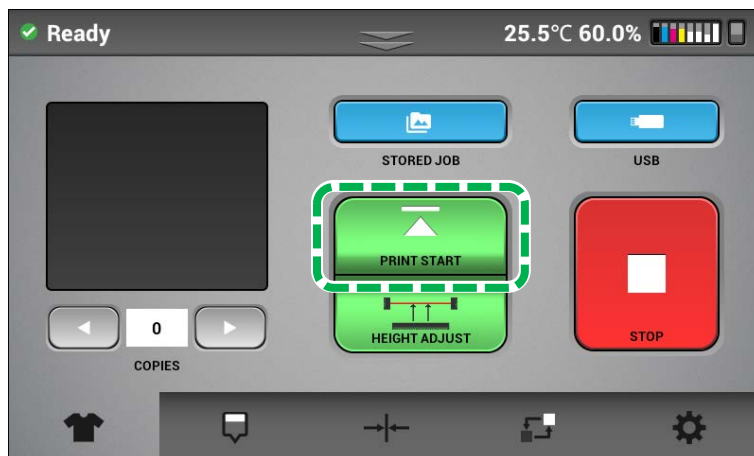 Ready
25.5°C 60.0%
STORED JOB
USB
PRINT START
HEIGHT ADJUST
STOP
0
COPIES